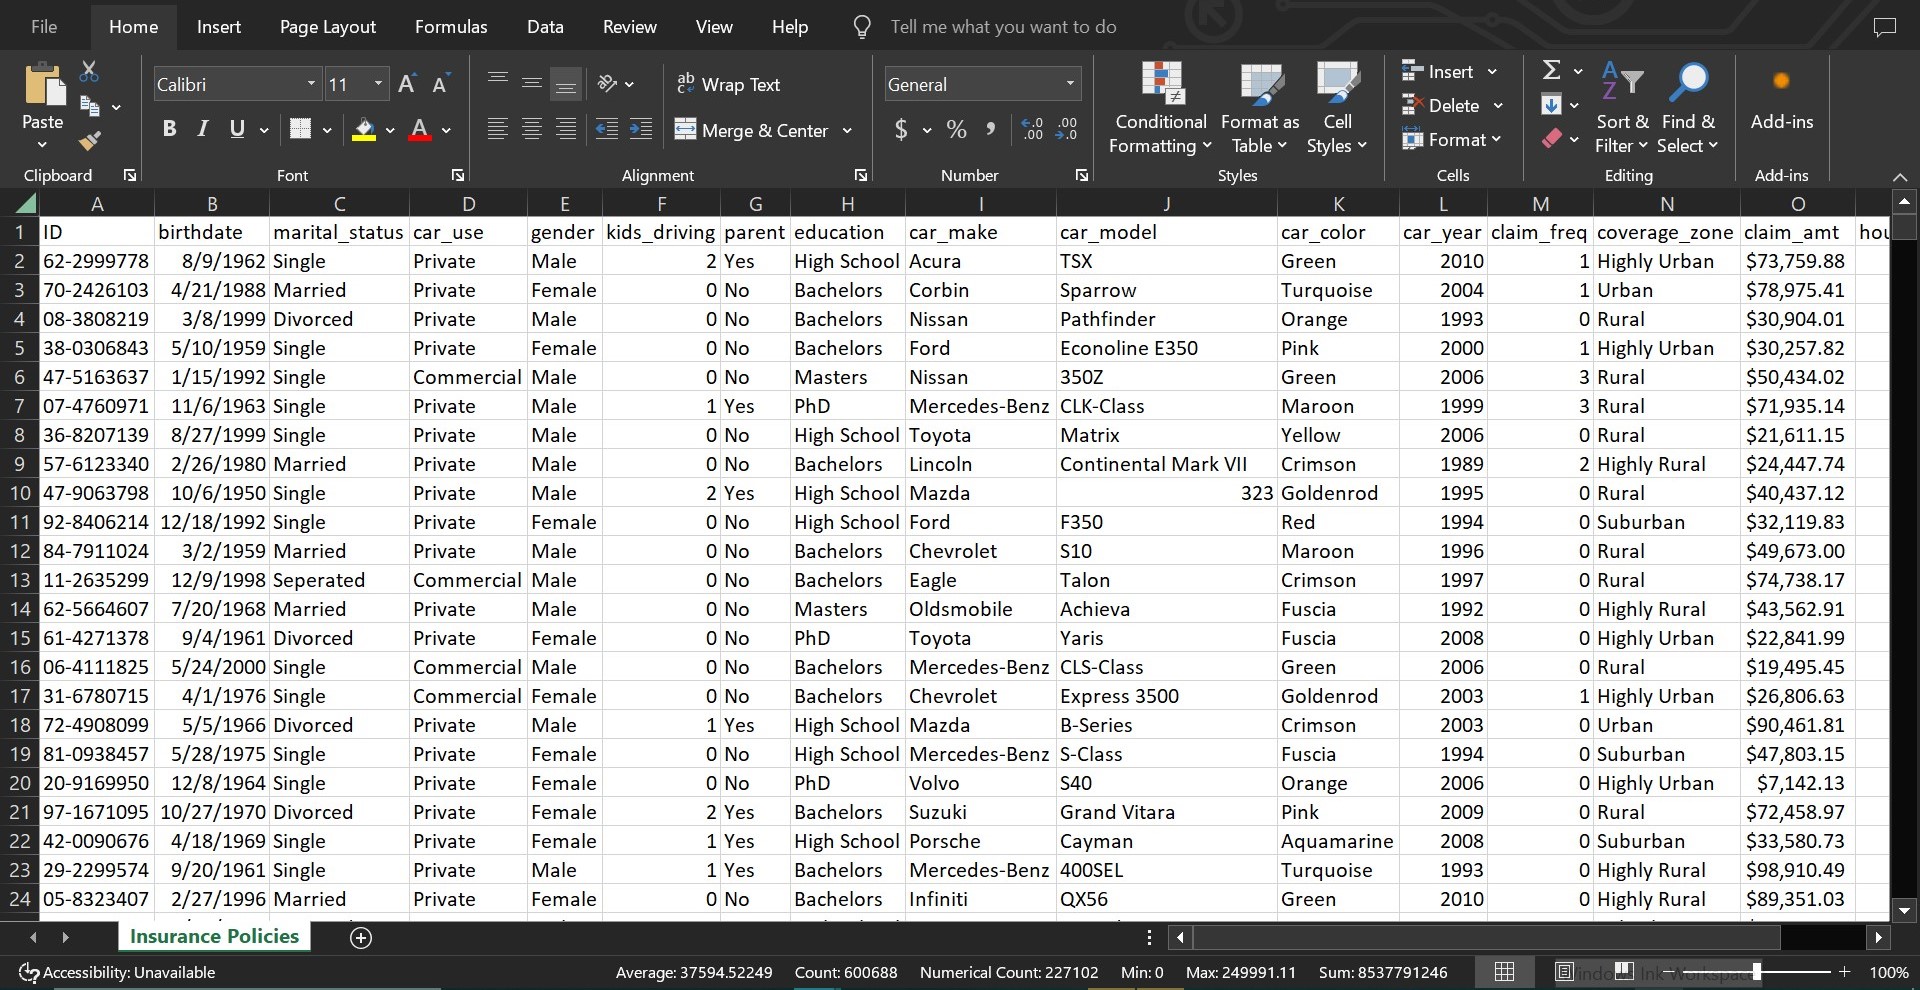 File Home Insert Page Layout Formulas Data Review View Help Tell me what you want to do
Paste
Clipboard
Calibri 11 A A
B I U A
Font
ab Wrap Text
Merge & Center
Alignment
General
$ % , .00 .00
Number
Conditional Formatting
Format as Table
Cell Styles
Styles
Insert
Delete
Format
Cells
Sort & Filter
Find & Select
Editing
Add-ins
Add-ins
A B C D E F G H I J K L M N O
1 ID birthdate marital_status car_use gender kids_driving parent education car_make car_model car_color car_year claim_freq coverage_zone claim_amt hou
2 62-2999778 8/9/1962 Single Private Male 2 Yes High School Acura TSX Green 2010 1 Highly Urban $73,759.88
3 70-2426103 4/21/1988 Married Private Female 0 No Bachelors Corbin Sparrow Turquoise 2004 1 Urban $78,975.41
4 08-3808219 3/8/1999 Divorced Private Male 0 No Bachelors Nissan Pathfinder Orange 1993 0 Rural $30,904.01
5 38-0306843 5/10/1959 Single Private Female 0 No Bachelors Ford Econoline E350 Pink 2000 1 Highly Urban $30,257.82
6 47-5163637 1/15/1992 Single Commercial Male 0 No Masters Nissan 350Z Green 2006 3 Rural $50,434.02
7 07-4760971 11/6/1963 Single Private Male 1 Yes PhD Mercedes-Benz CLK-Class Maroon 1999 3 Rural $71,935.14
8 36-8207139 8/27/1999 Single Private Male 0 No High School Toyota Matrix Yellow 2006 0 Rural $21,611.15
9 57-6123340 2/26/1980 Married Private Male 0 No Bachelors Lincoln Continental Mark VII Crimson 1989 2 Highly Rural $24,447.74
10 47-9063798 10/6/1950 Single Private Male 2 Yes High School Mazda 323 Goldenrod 1995 0 Rural $40,437.12
11 92-8406214 12/18/1992 Single Private Female 0 No High School Ford F350 Red 1994 0 Suburban $32,119.83
12 84-7911024 3/2/1959 Married Private Male 0 No Bachelors Chevrolet S10 Maroon 1996 0 Rural $49,673.00
13 11-2635299 12/9/1998 Seperated Commercial Male 0 No Bachelors Eagle Talon Crimson 1997 0 Rural $74,738.17
14 62-5664607 7/20/1968 Married Private Male 0 No Masters Oldsmobile Achieva Fuscia 1992 0 Highly Rural $43,562.91
15 61-4271378 9/4/1961 Divorced Private Female 0 No PhD Toyota Yaris Fuscia 2008 0 Highly Urban $22,841.99
16 06-4111825 5/24/2000 Single Commercial Male 0 No Bachelors Mercedes-Benz CLS-Class Green 2006 0 Rural $19,495.45
17 31-6780715 4/1/1976 Single Commercial Female 0 No Bachelors Chevrolet Express 3500 Goldenrod 2003 1 Highly Urban $26,806.63
18 72-4908099 5/5/1966 Divorced Private Male 1 Yes High School Mazda B-Series Crimson 2003 0 Urban $90,461.81
19 81-0938457 5/28/1975 Single Private Female 0 No High School Mercedes-Benz S-Class Fuscia 1994 0 Suburban $47,803.15
20 20-9169950 12/8/1964 Single Private Female 0 No PhD Volvo S40 Orange 2006 0 Highly Urban $7,142.13
21 97-1671095 10/27/1970 Divorced Private Female 2 Yes Bachelors Suzuki Grand Vitara Pink 2009 0 Rural $72,458.97
22 42-0090676 4/18/1969 Single Private Female 1 Yes High School Porsche Cayman Aquamarine 2008 0 Suburban $33,580.73
23 29-2299574 9/20/1961 Single Private Male 1 Yes Bachelors Mercedes-Benz 400SEL Turquoise 1993 0 Highly Rural $98,910.49
24 05-8323407 2/27/1996 Married Private Female 0 No Bachelors Infiniti QX56 Green 2010 0 Highly Rural $89,351.03
Insurance Policies
Accessibility: Unavailable Average: 37594.52249 Count: 600688 Numerical Count: 227102 Min: 0 Max: 249991.11 Sum: 8537791246 100%